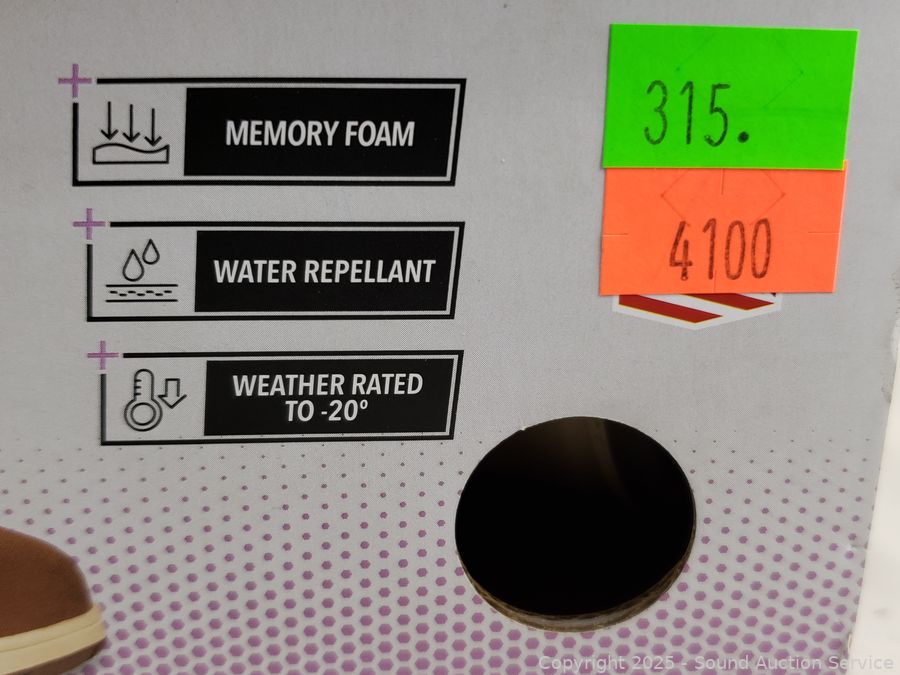 MEMORY FOAM
315.
4100
WATER REPELLANT
WEATHER RATED
TO -20°
Copyright 2025 - Sound Auction Service